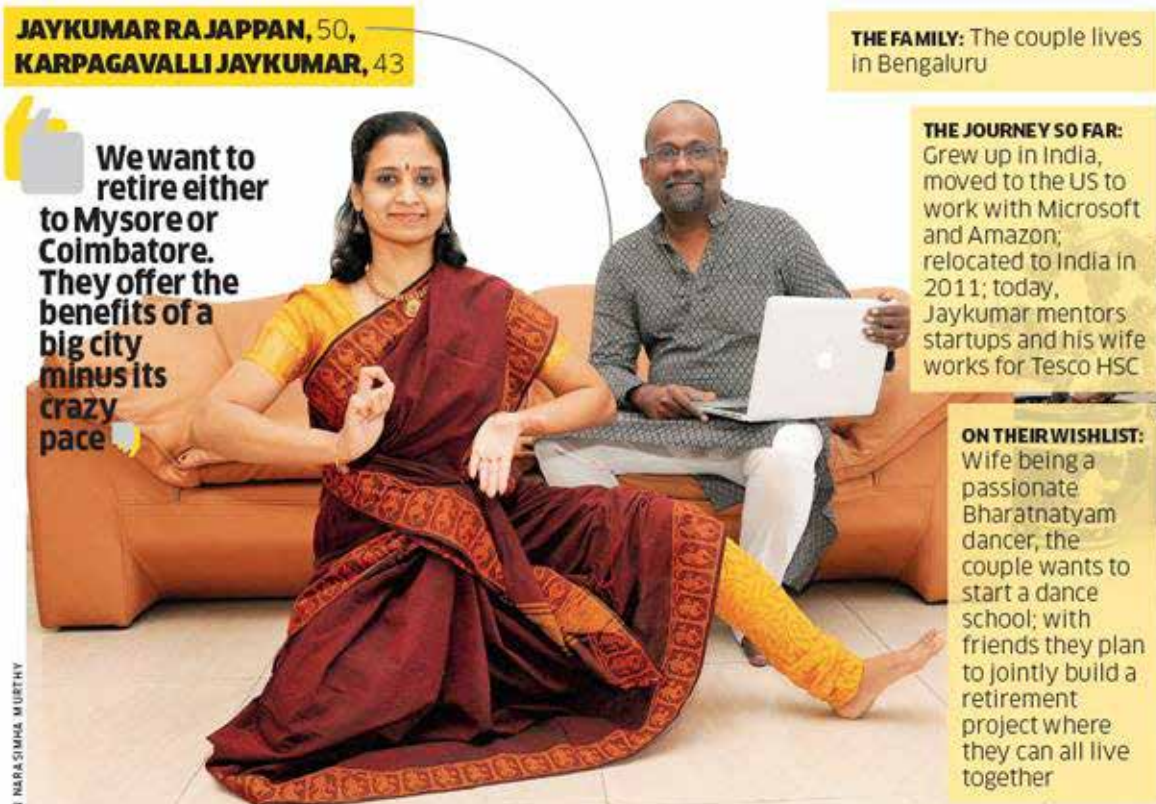 JAYKUMAR RAJAPPAN, 50,
KARPAGAVALLI JAYKUMAR, 43
We want to
retire either
to Mysore or
Coimbatore.
They offer the
benefits of a
big city
minus its
crazy
pace
THE FAMILY: The couple lives
in Bengaluru
THE JOURNEY SO FAR:
Grew up in India,
moved to the US to
work with Microsoft
and Amazon;
relocated to India in
2011; today,
Jaykumar mentors
startups and his wife
works for Tesco HSC
ON THEIR WISHLIST:
Wife being a
passionate
Bharatnatyam
dancer, the
couple wants to
start a dance
school; with
friends they plan
to jointly build a
retirement
project where
they can all live
together
NARASIMHA MURTHY